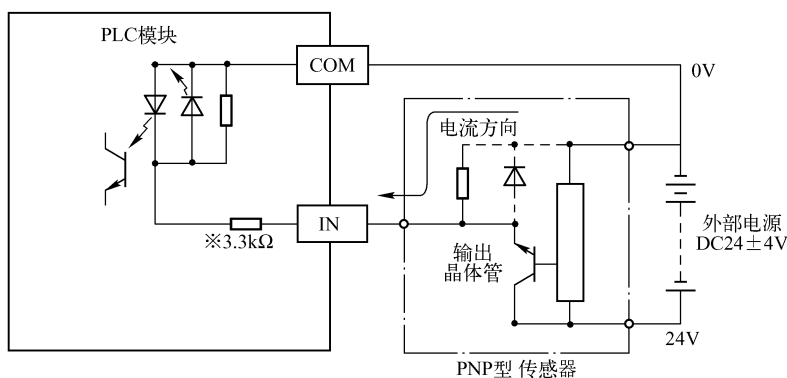 PLC模块
COM
0V
电流方向
IN
※3.3kΩ
输出
晶体管
外部电源
DC24±4V
24V
PNP型 传感器